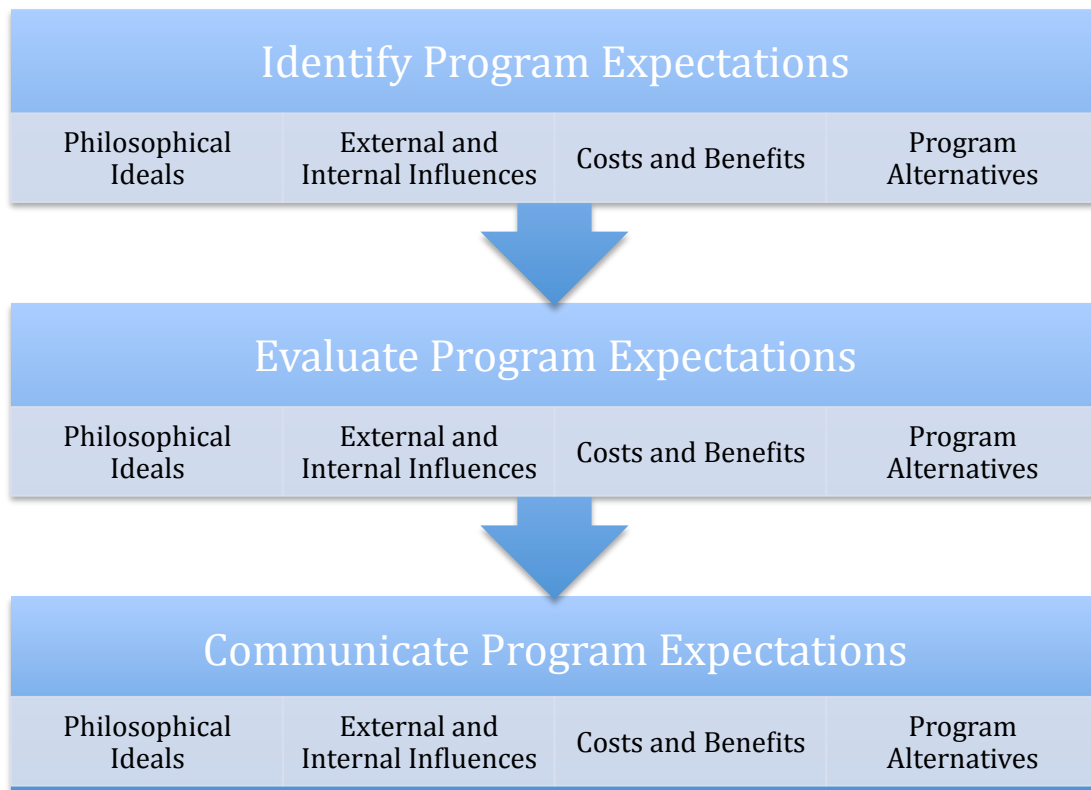 Identify Program Expectations
Philosophical
Ideals
External and
Internal Influences
Costs and Benefits
Program
Alternatives
Evaluate Program Expectations
Philosophical
Ideals
External and
Internal Influences
Costs and Benefits
Program
Alternatives
Communicate Program Expectations
Philosophical
Ideals
External and
Internal Influences
Costs and Benefits
Program
Alternatives